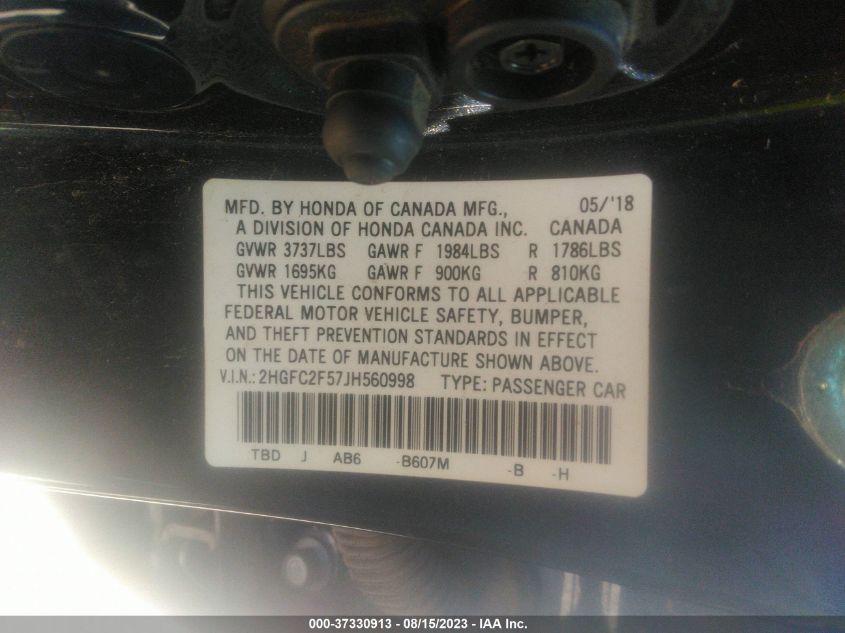 MFD. BY HONDA OF CANADA MFG., 05/'18
A DIVISION OF HONDA CANADA INC. CANADA
GVWR 3737LBS GAWR F 1984LBS R 1786LBS
GVWR 1695KG GAWR F 900KG R 810KG
THIS VEHICLE CONFORMS TO ALL APPLICABLE
FEDERAL MOTOR VEHICLE SAFETY, BUMPER,
AND THEFT PREVENTION STANDARDS IN EFFECT
ON THE DATE OF MANUFACTURE SHOWN ABOVE.
V.I.N.: 2HGFC2F57JH560998 TYPE: PASSENGER CAR
TBD J AB6 -B607M -B -H
000-37330913 - 08/15/2023 - IAA Inc.